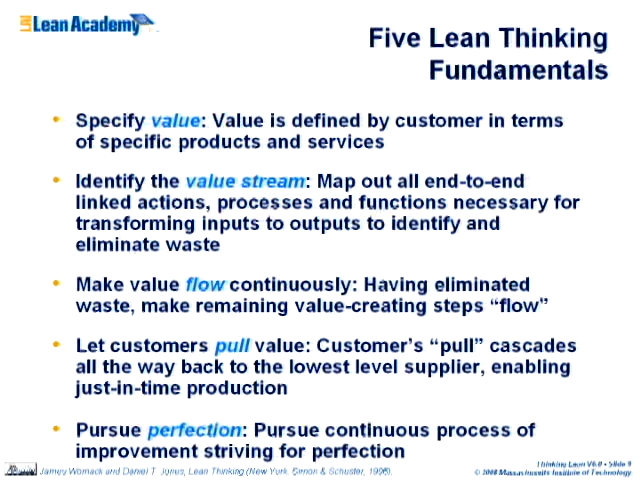 LAI Lean Academy
Five Lean Thinking
Fundamentals
• Specify value: Value is defined by customer in terms
of specific products and services
• Identify the value stream: Map out all end-to-end
linked actions, processes and functions necessary for
transforming inputs to outputs to identify and
eliminate waste
• Make value flow continuously: Having eliminated
waste, make remaining value-creating steps “flow”
• Let customers pull value: Customer’s “pull” cascades
all the way back to the lowest level supplier, enabling
just-in-time production
• Pursue perfection: Pursue continuous process of
improvement striving for perfection
James Womack and Daniel T. Jones, Lean Thinking (New York: Simon & Schuster, 1996).
Thinking Lean V6.0 - Slide 9
© 2008 Massachusetts Institute of Technology